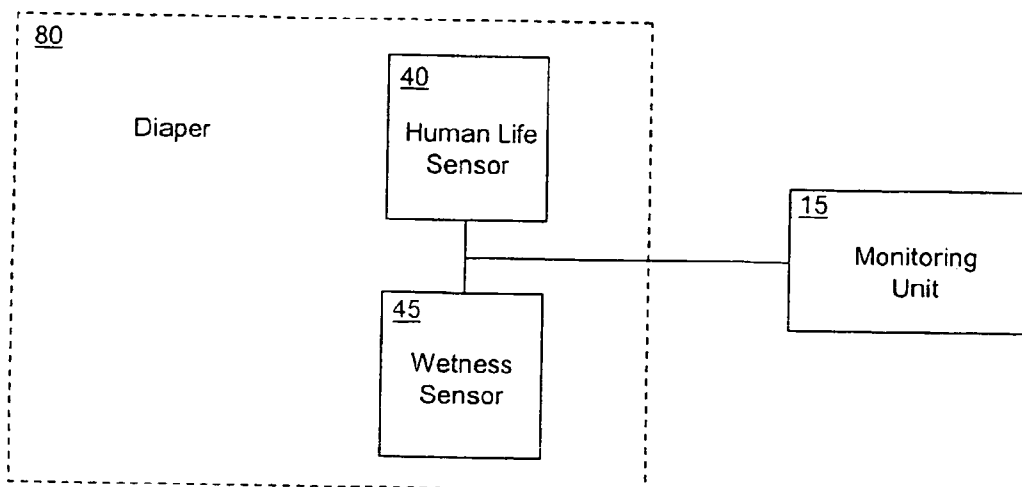 80
Diaper
40
Human Life
Sensor
45
Wetness
Sensor
15
Monitoring
Unit